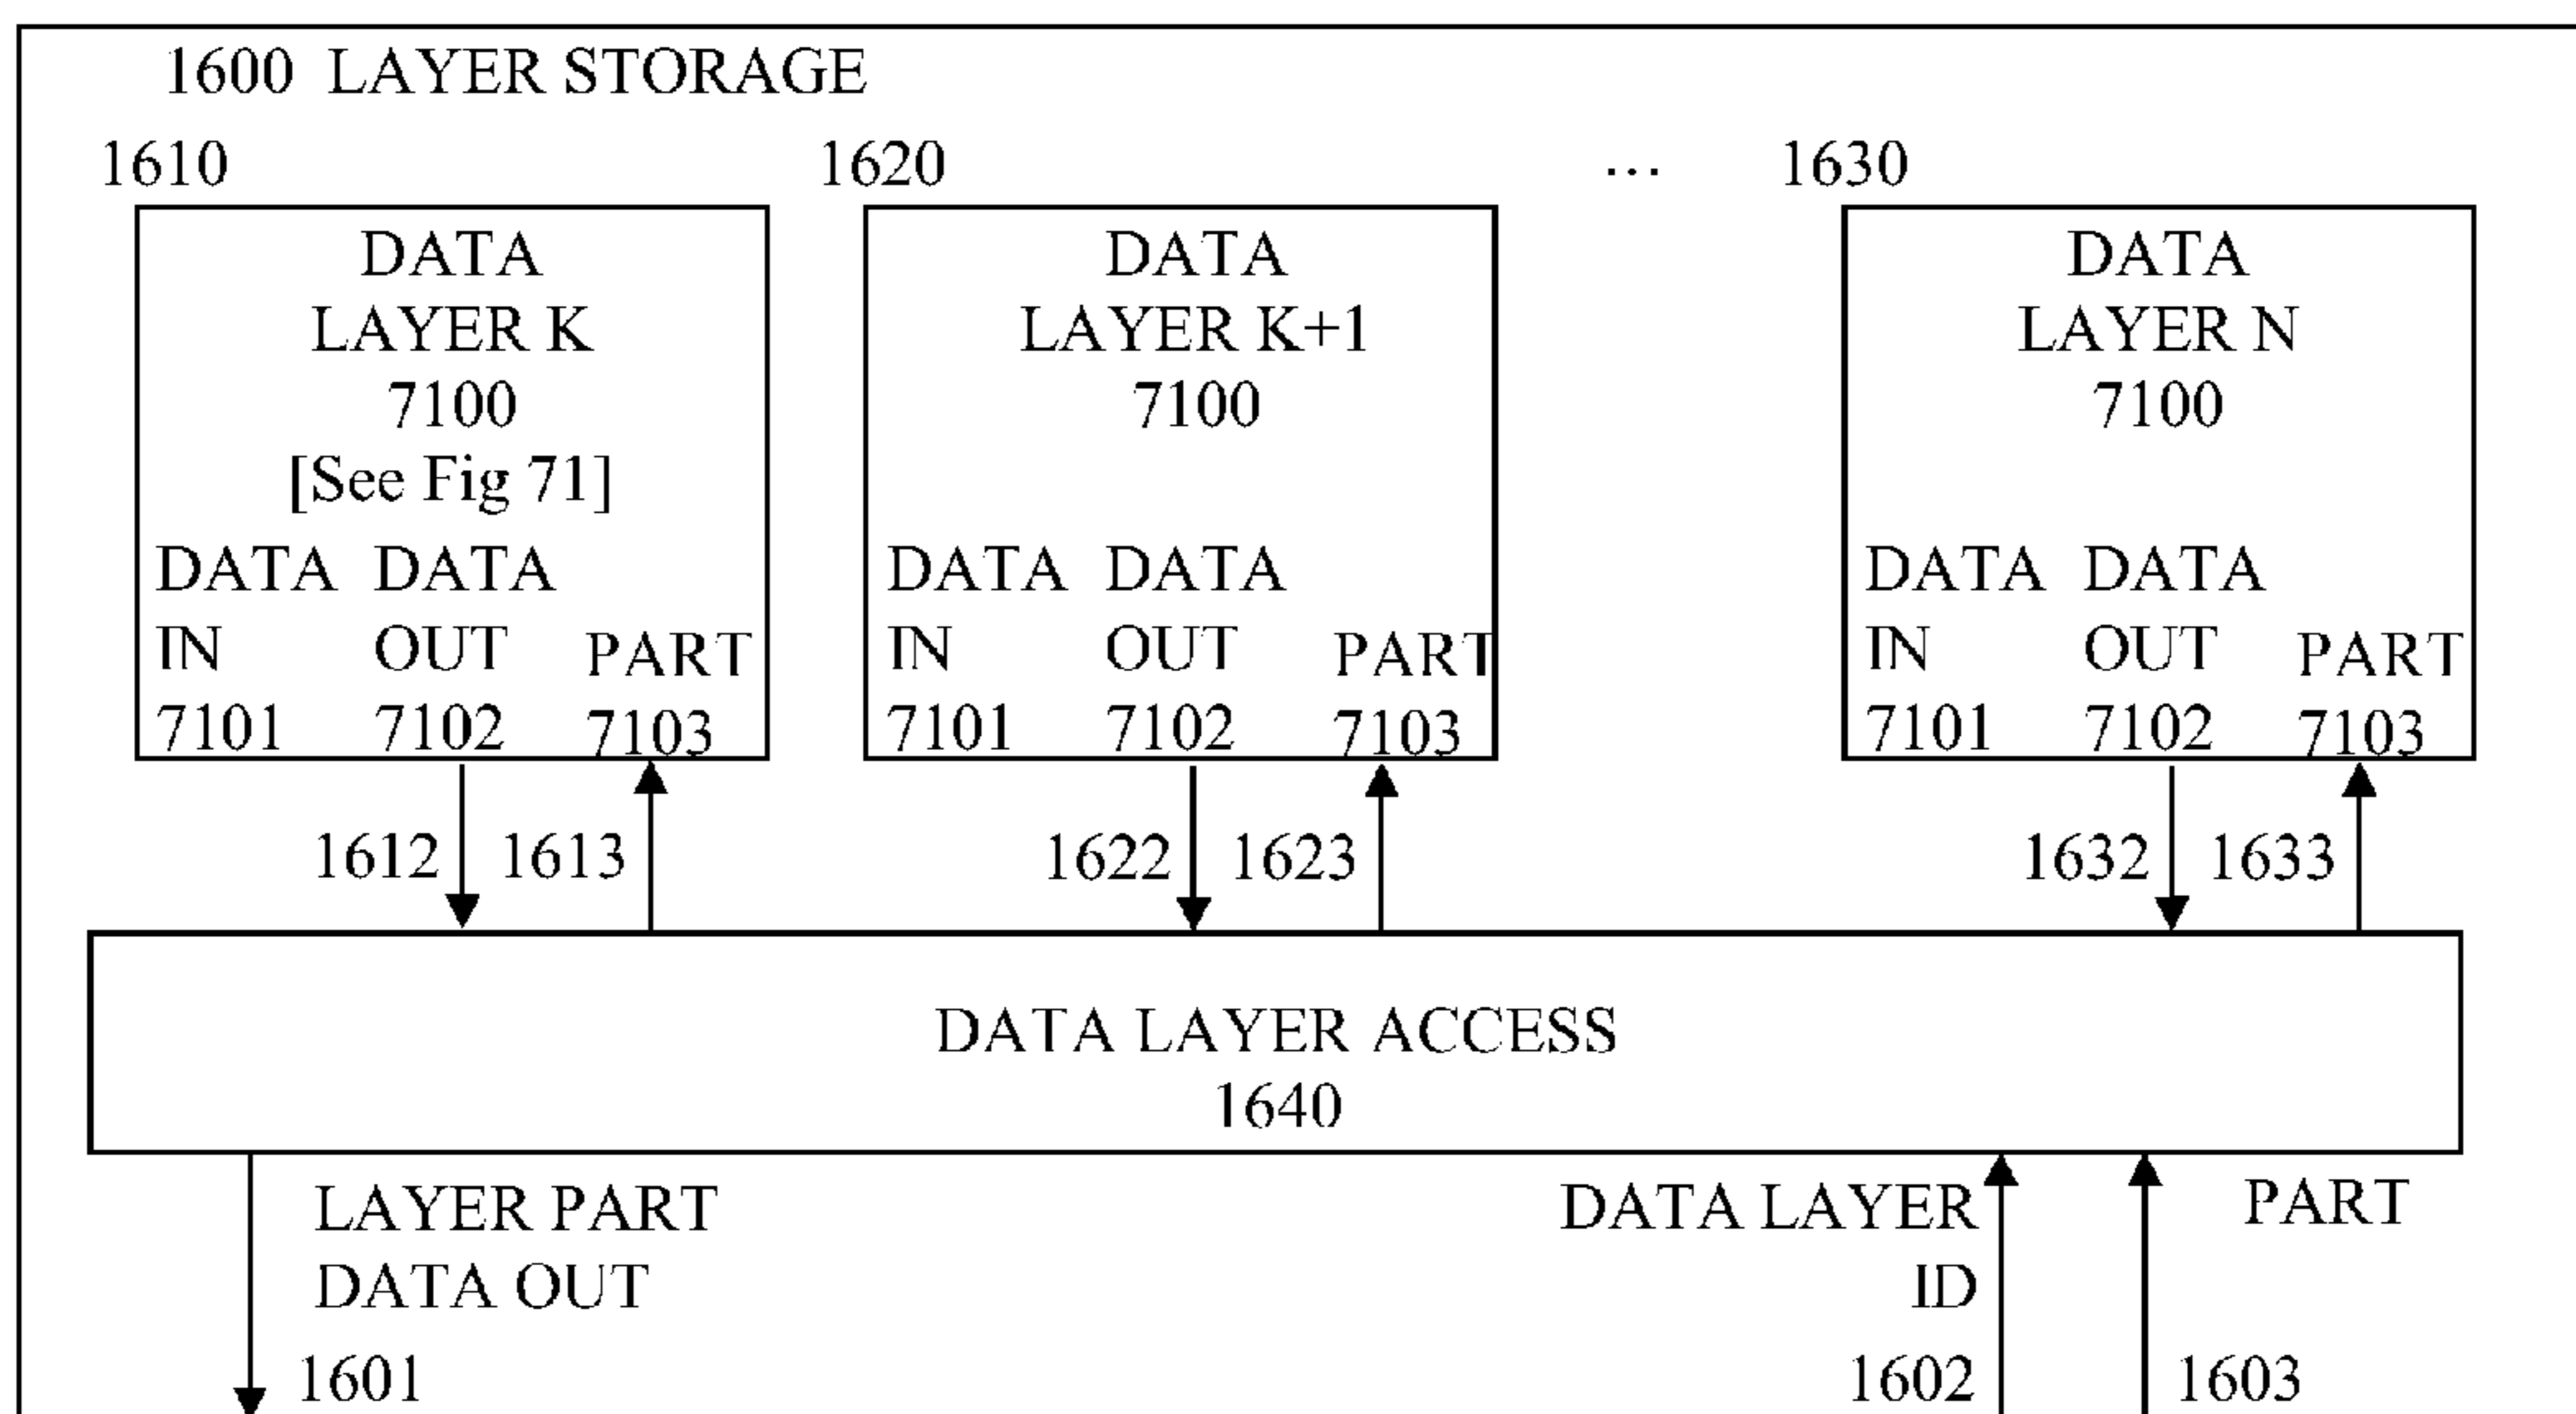 1600 LAYER STORAGE
1610 1620 ... 1630
DATA
LAYER K
7100
[See Fig 71]
DATA DATA
IN OUT PART
7101 7102 7103
DATA
LAYER K+1
7100
DATA DATA
IN OUT PART
7101 7102 7103
DATA
LAYER N
7100
DATA DATA
IN OUT PART
7101 7102 7103
1612 1613 1622 1623 1632 1633
DATA LAYER ACCESS
1640
LAYER PART
DATA OUT
1601
DATA LAYER
ID
1602
PART
1603